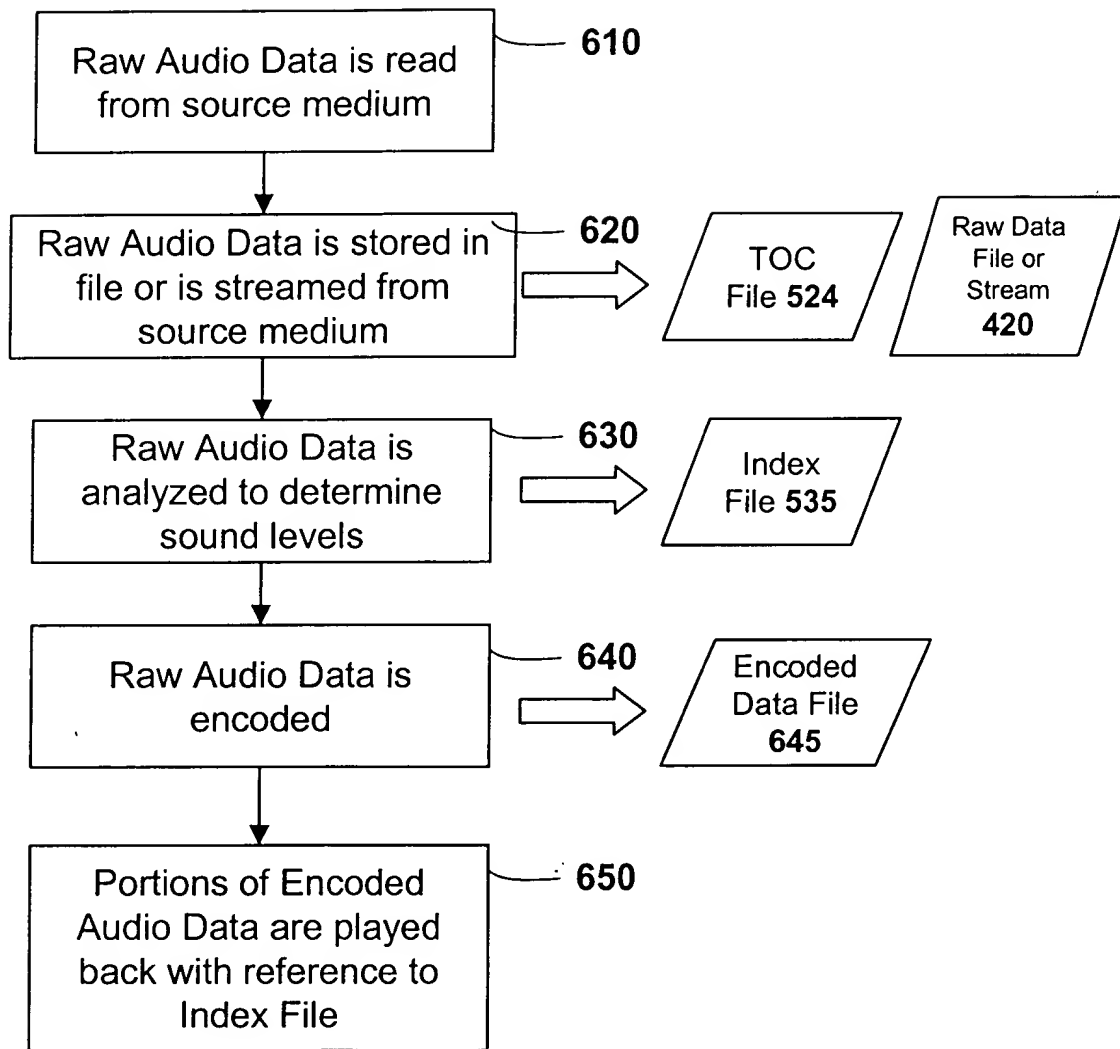 Raw Audio Data is read
from source medium
610
Raw Audio Data is stored in
file or is streamed from
source medium
620
TOC
File 524
Raw Data
File or
Stream
420
Raw Audio Data is
analyzed to determine
sound levels
630
Index
File 535
Raw Audio Data is
encoded
640
Encoded
Data File
645
Portions of Encoded
Audio Data are played
back with reference to
Index File
650